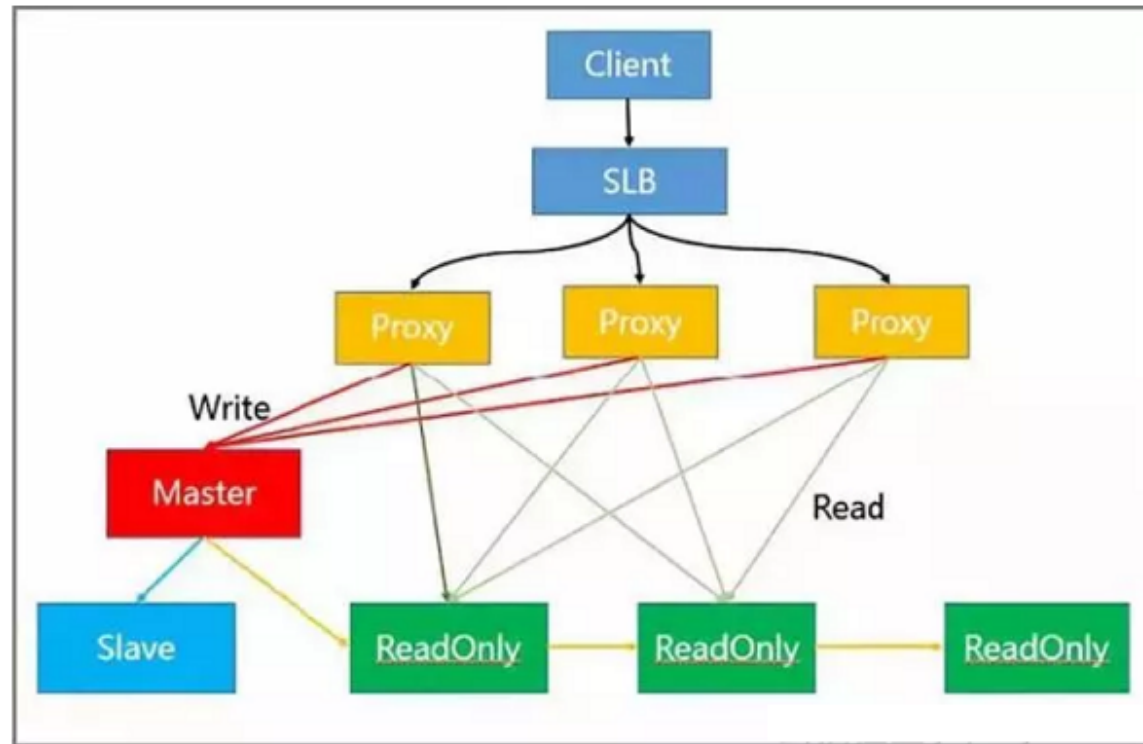 Client
SLB
Proxy
Proxy
Proxy
Write
Master
Read
Slave
ReadOnly
ReadOnly
ReadOnly